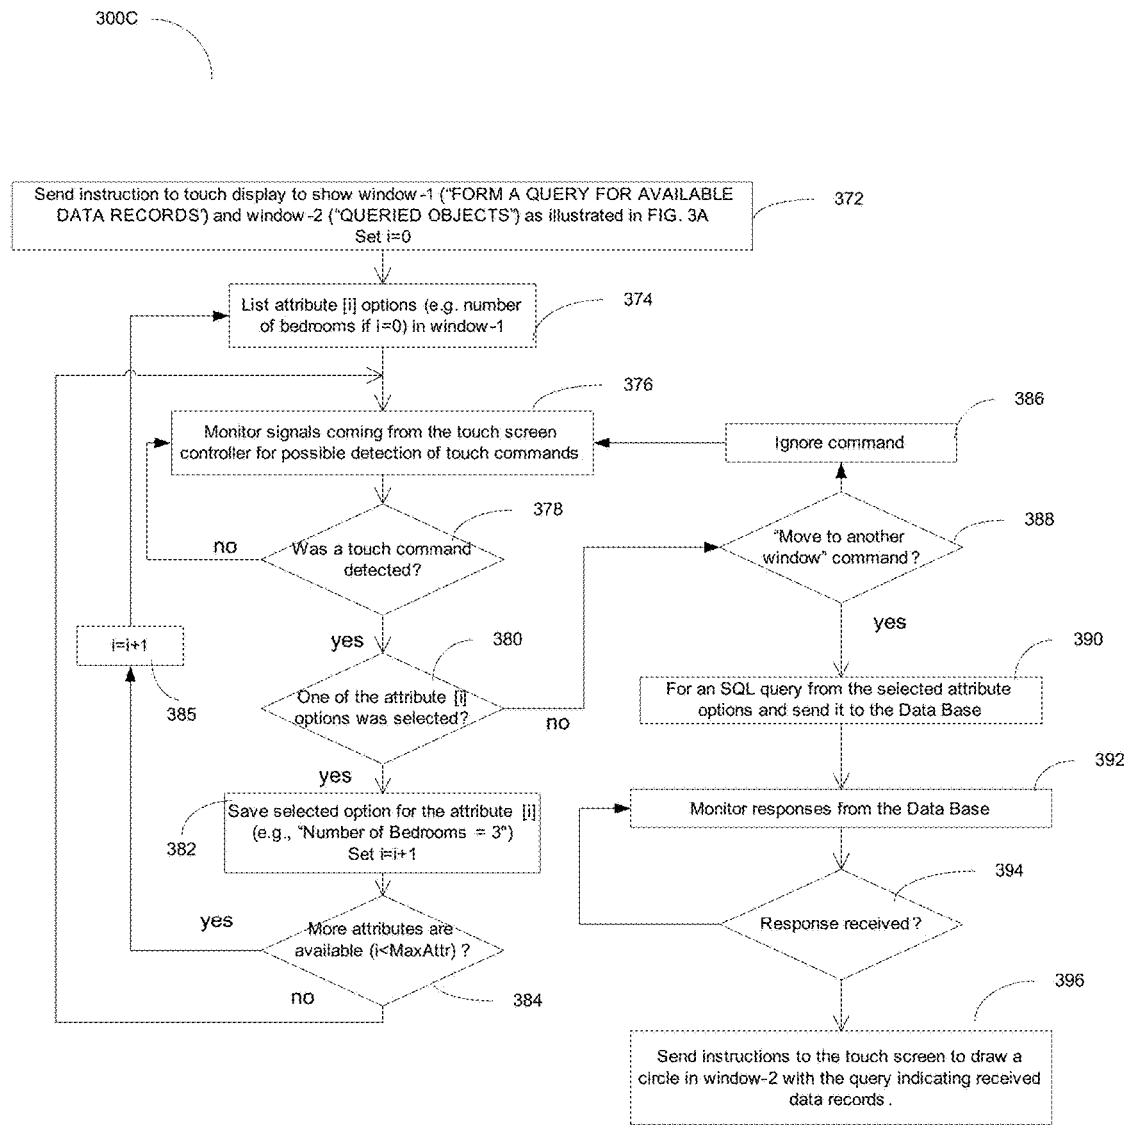 300C
Send instruction to touch display to show window-1 ("FORM A QUERY FOR AVAILABLE
DATA RECORDS') and window-2 ("QUERIED OBJECTS") as illustrated in FIG. 3A
Set i=0
372
List attribute [i] options (e.g. number
of bedrooms if i=0) in window-1
374
376
Monitor signals coming from the touch screen
controller for possible detection of touch commands
386
Ignore command
378
no
Was a touch command
detected?
388
"Move to another
window" command?
yes
yes
i=i+1
385
380
One of the attribute [i]
options was selected?
no
390
For an SQL query from the selected attribute
options and send it to the Data Base
yes
382
Save selected option for the attribute [i]
(e.g., "Number of Bedrooms = 3")
Set i=i+1
392
Monitor responses from the Data Base
394
Response received?
yes
More attributes are
available (i<MaxAttr) ?
no
384
396
Send instructions to the touch screen to draw a
circle in window-2 with the query indicating received
data records.